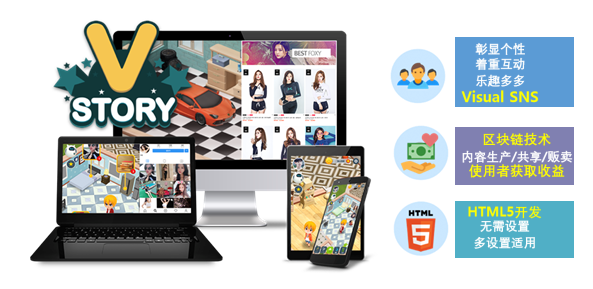 V
STORY
BEST FOXY
彰显个性
着重互动
乐趣多多
Visual SNS
区块链技术
内容生产/共享/贩卖
使用者获取收益
HTML
5
HTML5开发
无需设置
多设置适用